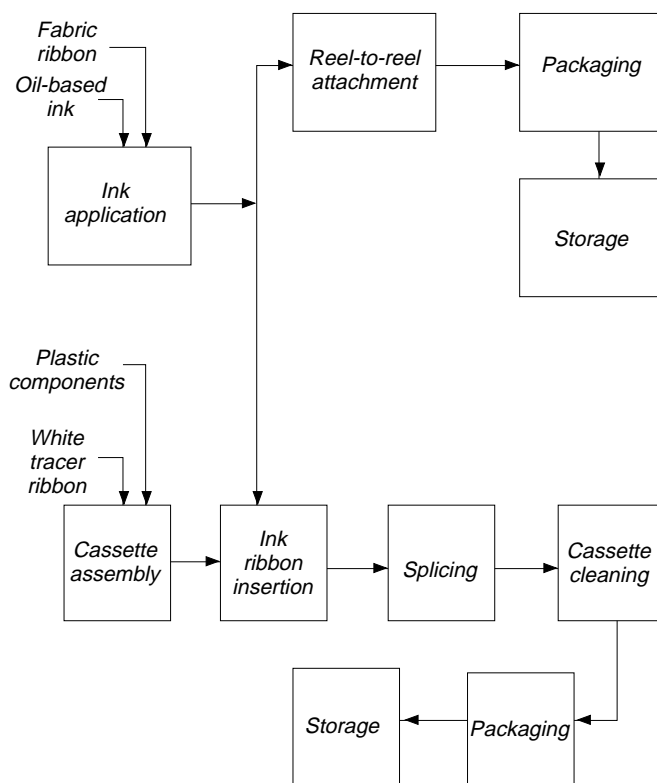 Fabric
ribbon
Oil-based
ink
Ink
application
Reel-to-reel
attachment
Packaging
Storage
Plastic
components
White
tracer
ribbon
Cassette
assembly
Ink
ribbon
insertion
Splicing
Cassette
cleaning
Storage
Packaging